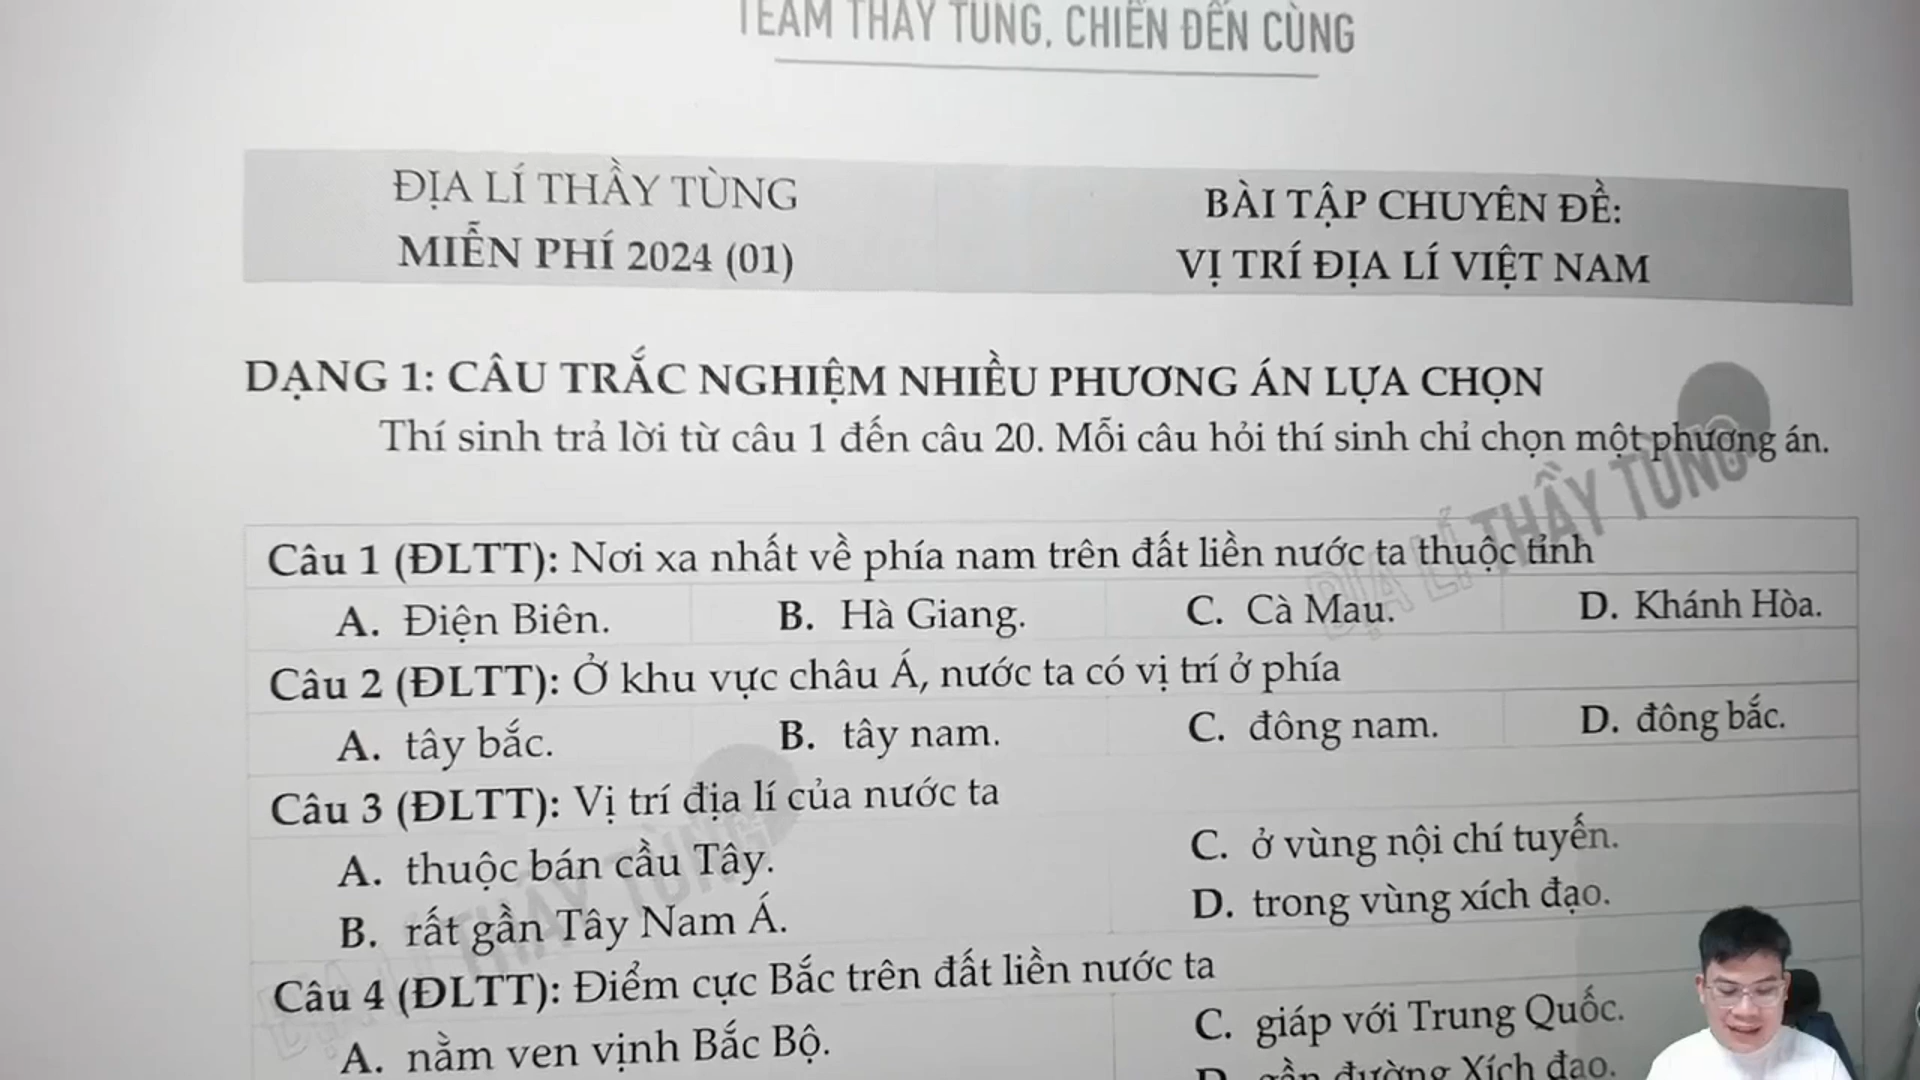 TEAM THẦY TÙNG, CHIẾN ĐẾN CÙNG
ĐỊA LÍ THẦY TÙNG
MIỄN PHÍ 2024 (01)
BÀI TẬP CHUYÊN ĐỀ:
VỊ TRÍ ĐỊA LÍ VIỆT NAM
DẠNG 1: CÂU TRẮC NGHIỆM NHIỀU PHƯƠNG ÁN LỰA CHỌN
Thí sinh trả lời từ câu 1 đến câu 20. Mỗi câu hỏi thí sinh chỉ chọn một phương án.
ĐỊA LÍ THẦY TÙNG
Câu 1 (ĐLTT): Nơi xa nhất về phía nam trên đất liền nước ta thuộc tỉnh
A. Điện Biên. B. Hà Giang. C. Cà Mau. D. Khánh Hòa.
Câu 2 (ĐLTT): Ở khu vực châu Á, nước ta có vị trí ở phía
A. tây bắc. B. tây nam. C. đông nam. D. đông bắc.
Câu 3 (ĐLTT): Vị trí địa lí của nước ta
A. thuộc bán cầu Tây. C. ở vùng nội chí tuyến.
B. rất gần Tây Nam Á. D. trong vùng xích đạo.
ĐỊA LÍ THẦY TÙNG
Câu 4 (ĐLTT): Điểm cực Bắc trên đất liền nước ta
A. nằm ven vịnh Bắc Bộ. C. giáp với Trung Quốc.
D. gần đường Xích đạo.